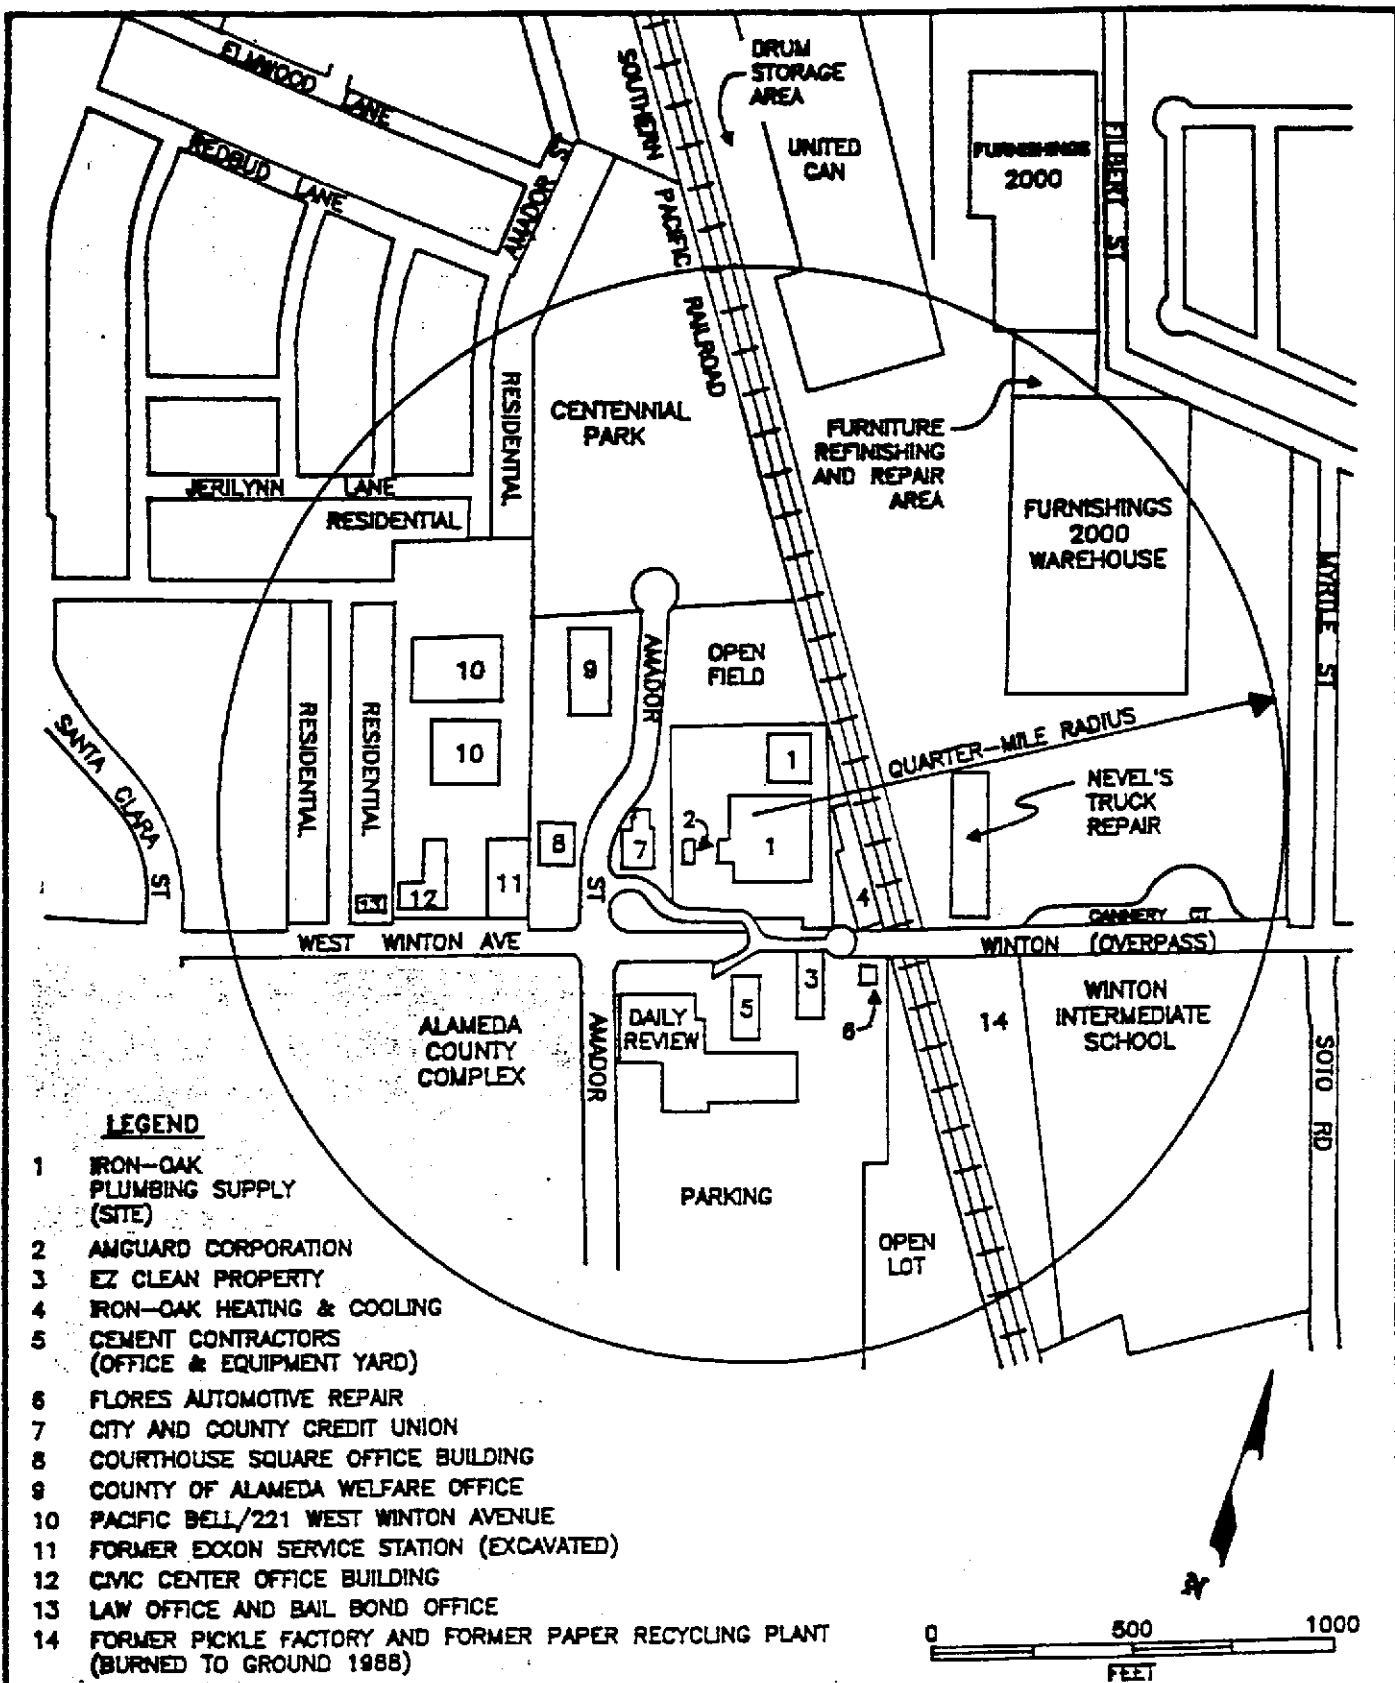 ELMWOOD LANE
REDBUD LANE
AMADOR ST
SOUTHERN PACIFIC RAILROAD
DRUM
STORAGE
AREA
UNITED
CAN
FURNISHINGS
2000
FILBERT ST
RESIDENTIAL
CENTENNIAL
PARK
FURNITURE
REFINISHING
AND REPAIR
AREA
FURNISHINGS
2000
WAREHOUSE
JERILYNN LANE
RESIDENTIAL
MYRTLE ST
10
9
AMADOR
OPEN
FIELD
SANTA CLARA ST
RESIDENTIAL
RESIDENTIAL
10
1
QUARTER-MILE RADIUS
NEVEL'S
TRUCK
REPAIR
8
7
2
1
13
12
11
ST
4
CANNERY CT
WEST WINTON AVE
WINTON (OVERPASS)
ALAMEDA
COUNTY
COMPLEX
AMADOR
DAILY
REVIEW
5
3
6
14
WINTON
INTERMEDIATE
SCHOOL
SOTO RD
PARKING
OPEN
LOT
LEGEND
1 IRON-OAK
PLUMBING SUPPLY
(SITE)
2 AMGUARD CORPORATION
3 EZ CLEAN PROPERTY
4 IRON-OAK HEATING & COOLING
5 CEMENT CONTRACTORS
(OFFICE & EQUIPMENT YARD)
6 FLORES AUTOMOTIVE REPAIR
7 CITY AND COUNTY CREDIT UNION
8 COURTHOUSE SQUARE OFFICE BUILDING
9 COUNTY OF ALAMEDA WELFARE OFFICE
10 PACIFIC BELL/221 WEST WINTON AVENUE
11 FORMER EXXON SERVICE STATION (EXCAVATED)
12 CIVIC CENTER OFFICE BUILDING
13 LAW OFFICE AND BAIL BOND OFFICE
14 FORMER PICKLE FACTORY AND FORMER PAPER RECYCLING PLANT
(BURNED TO GROUND 1988)
N
0 500 1000
FEET